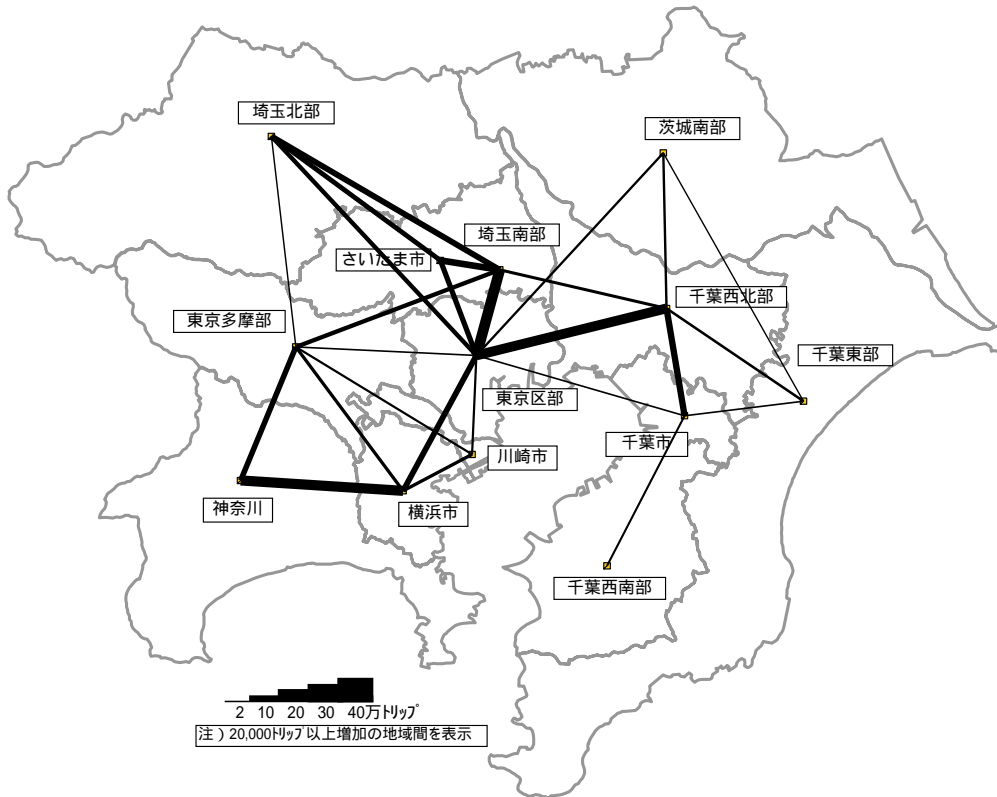 埼玉北部
茨城南部
埼玉南部
さいたま市
千葉西北部
東京多摩部
千葉東部
東京区部
千葉市
川崎市
神奈川
横浜市
千葉西南部
2 10 20 30 40万ﾄﾘｯﾌﾟ
注）20,000ﾄﾘｯﾌﾟ以上増加の地域間を表示